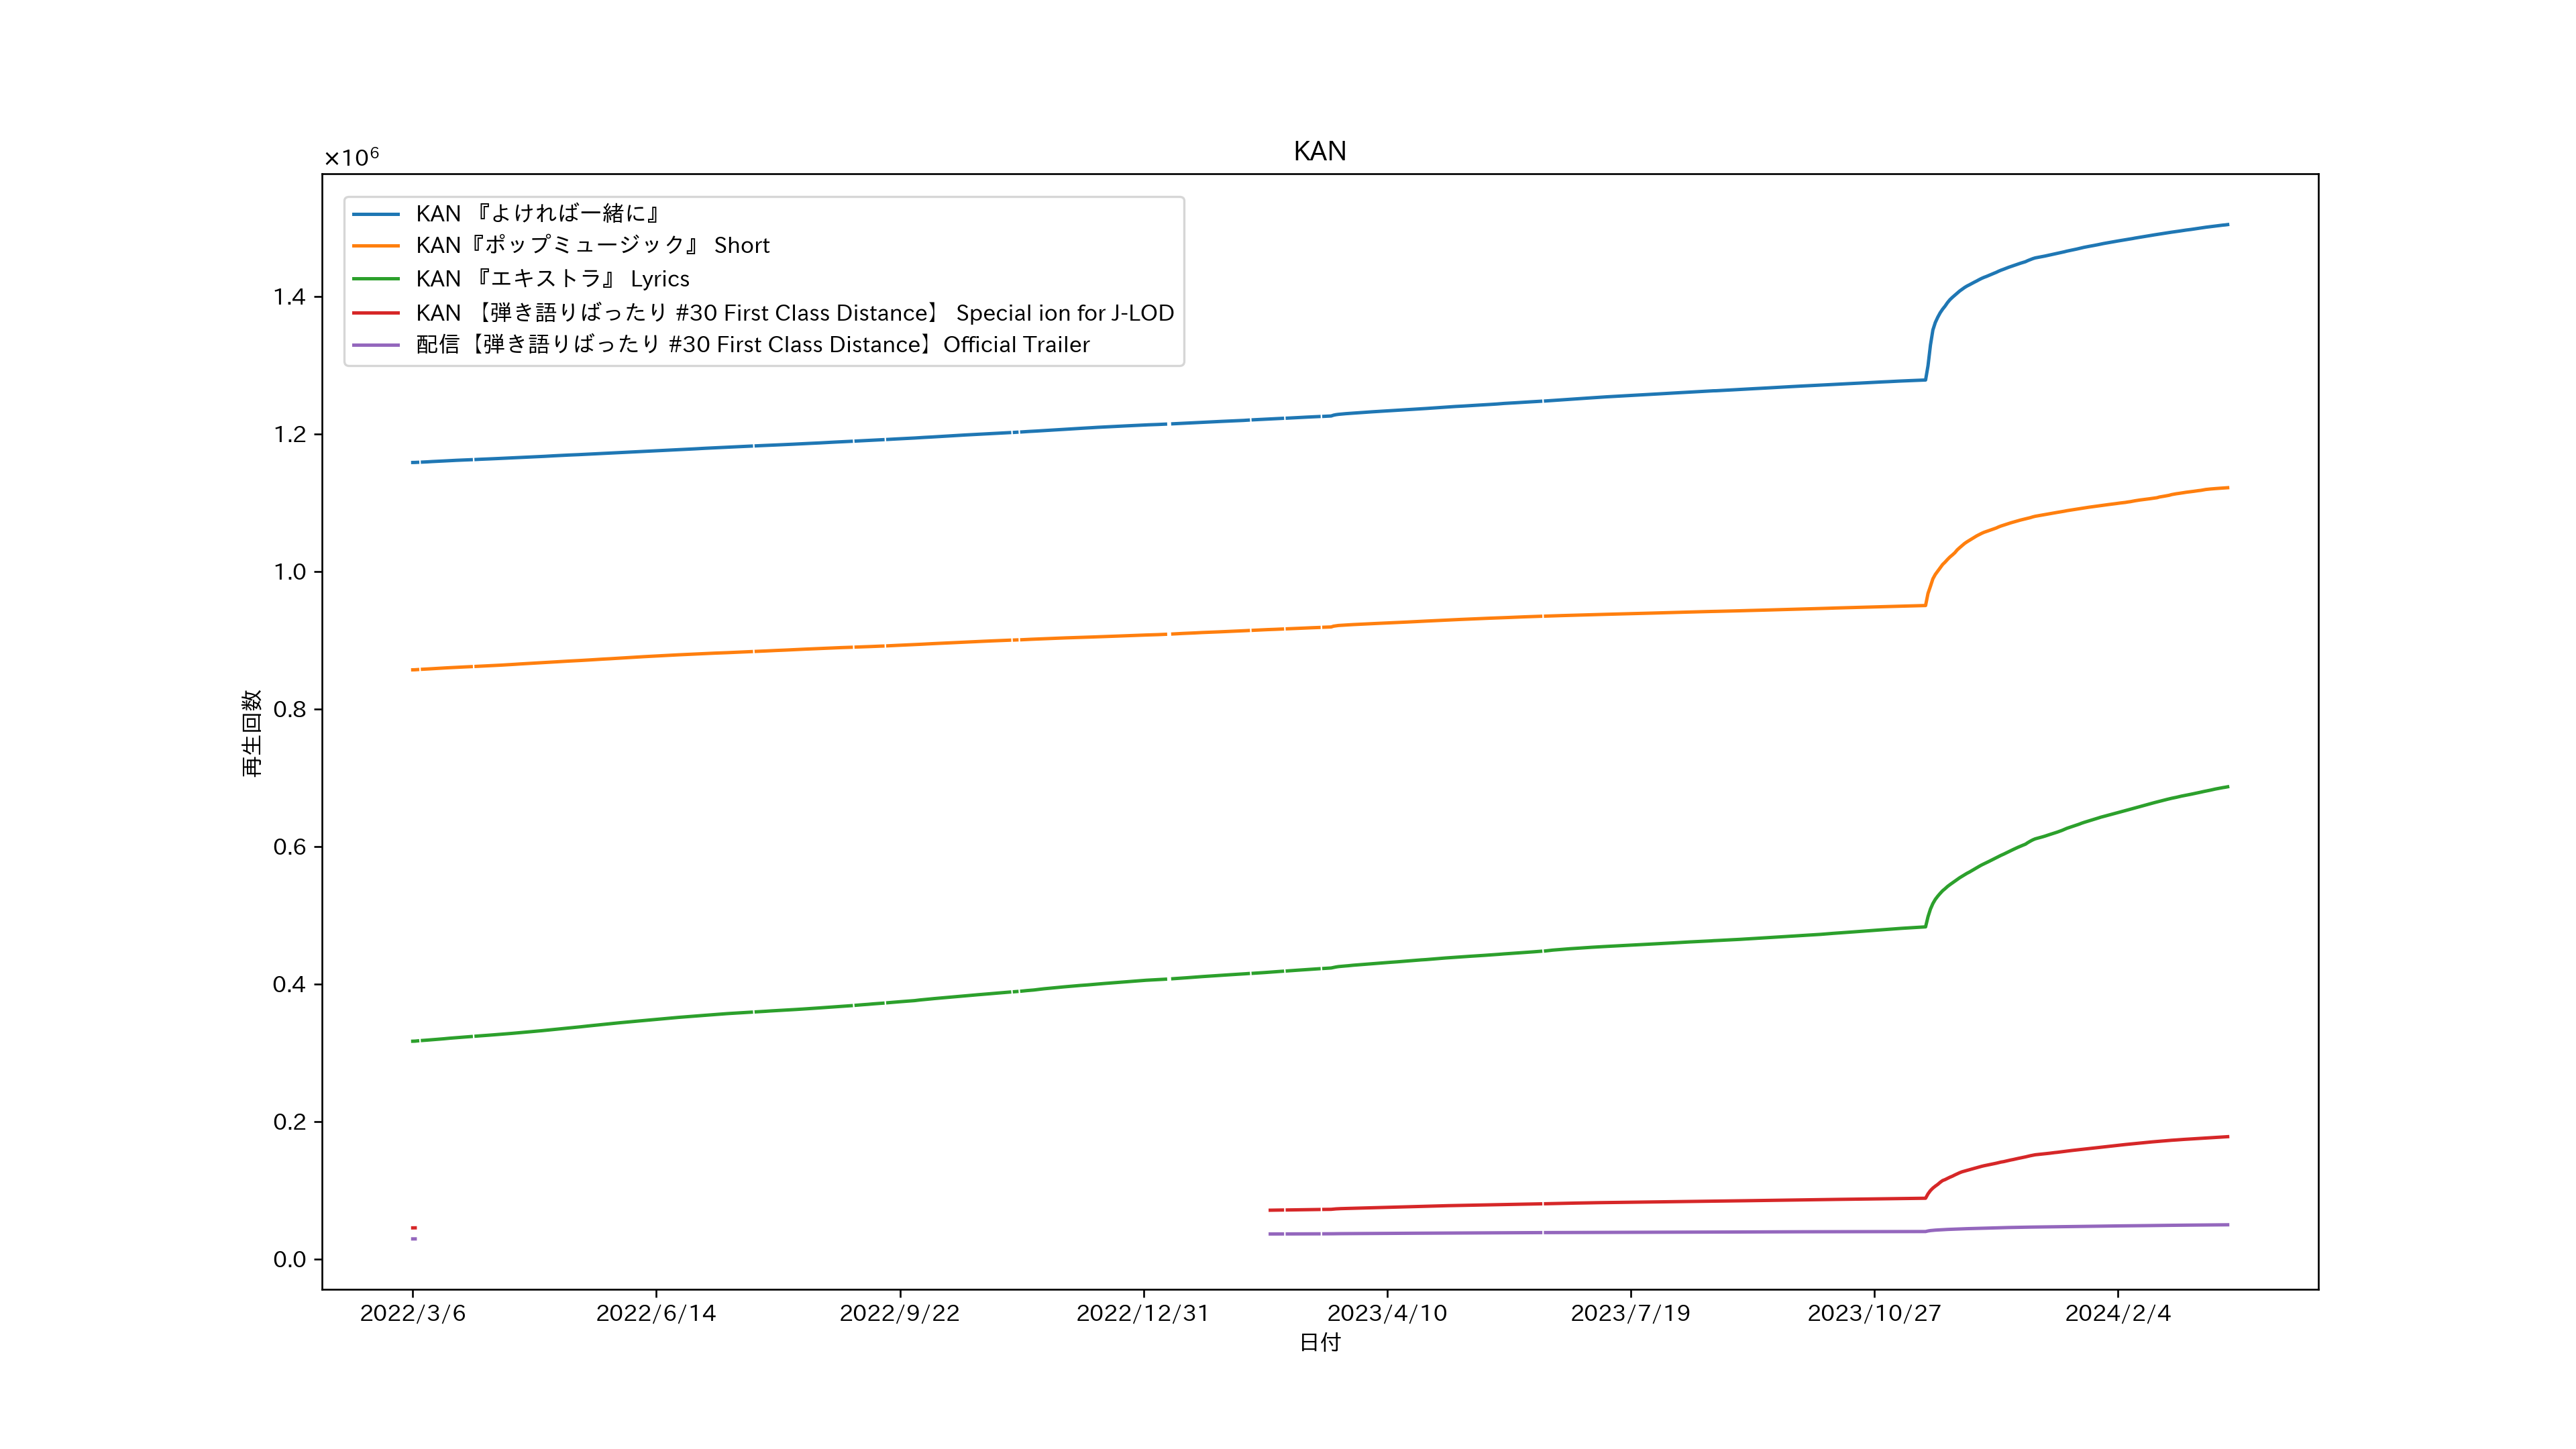 KAN
×10⁶
KAN 『よければ一緒に』
KAN『ポップミュージック』 Short
KAN 『エキストラ』 Lyrics
KAN 【弾き語りばったり #30 First Class Distance】 Special ion for J-LOD
配信【弾き語りばったり #30 First Class Distance】Official Trailer
再生回数
1.4
1.2
1.0
0.8
0.6
0.4
0.2
0.0
2022/3/6
2022/6/14
2022/9/22
2022/12/31
2023/4/10
2023/7/19
2023/10/27
2024/2/4
日付